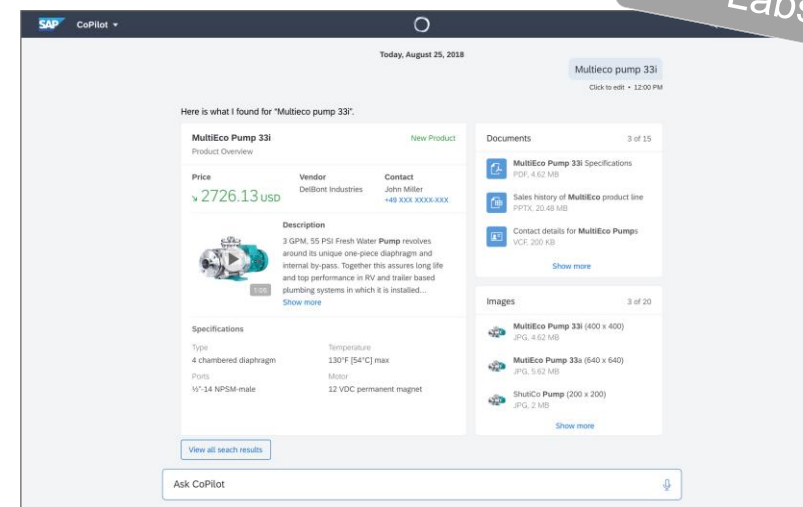 Labs
SAP CoPilot
Today, August 25, 2018
Multieco pump 33i
Click to edit • 12:00 PM
Here is what I found for "Multieco pump 33i".
MultiEco Pump 33i New Product
Product Overview
Price Vendor Contact
2726.13 USD DelBont Industries John Miller
+49 XXX XXXX-XXX
Description
3 GPM, 55 PSI Fresh Water Pump revolves
around its unique one-piece diaphragm and
internal by-pass. Together this assures long life
and top performance in RV and trailer based
plumbing systems in which it is installed...
Show more
1:05
Specifications
Type Temperature
4 chambered diaphragm 130°F [54°C] max
Ports Motor
½"-14 NPSM-male 12 VDC permanent magnet
Documents 3 of 15
MultiEco Pump 33i Specifications
PDF, 4.62 MB
Sales history of MultiEco product line
PPTX, 20.48 MB
Contact details for MultiEco Pumps
VCF, 200 KB
Show more
Images 3 of 20
MultiEco Pump 33i (400 x 400)
JPG, 4.62 MB
MutiEco Pump 33a (640 x 640)
JPG, 5.62 MB
ShutiCo Pump (200 x 200)
JPG, 2 MB
Show more
View all seach results
Ask CoPilot